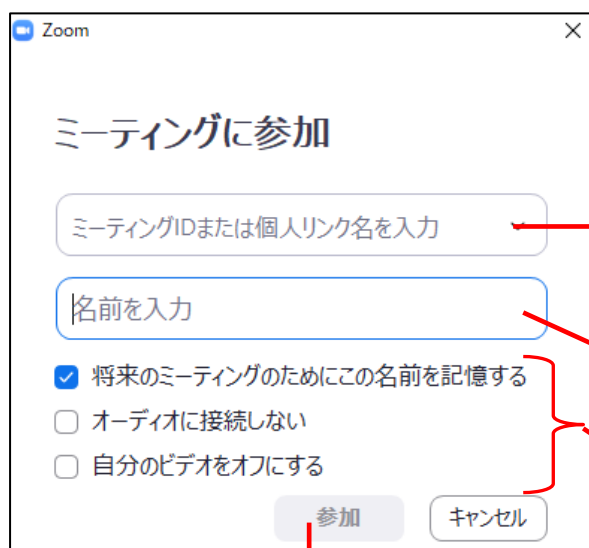 Zoom
ミーティングに参加
ミーティングIDまたは個人リンク名を入力
名前を入力
将来のミーティングのためにこの名前を記憶する
オーディオに接続しない
自分のビデオをオフにする
参加 キャンセル